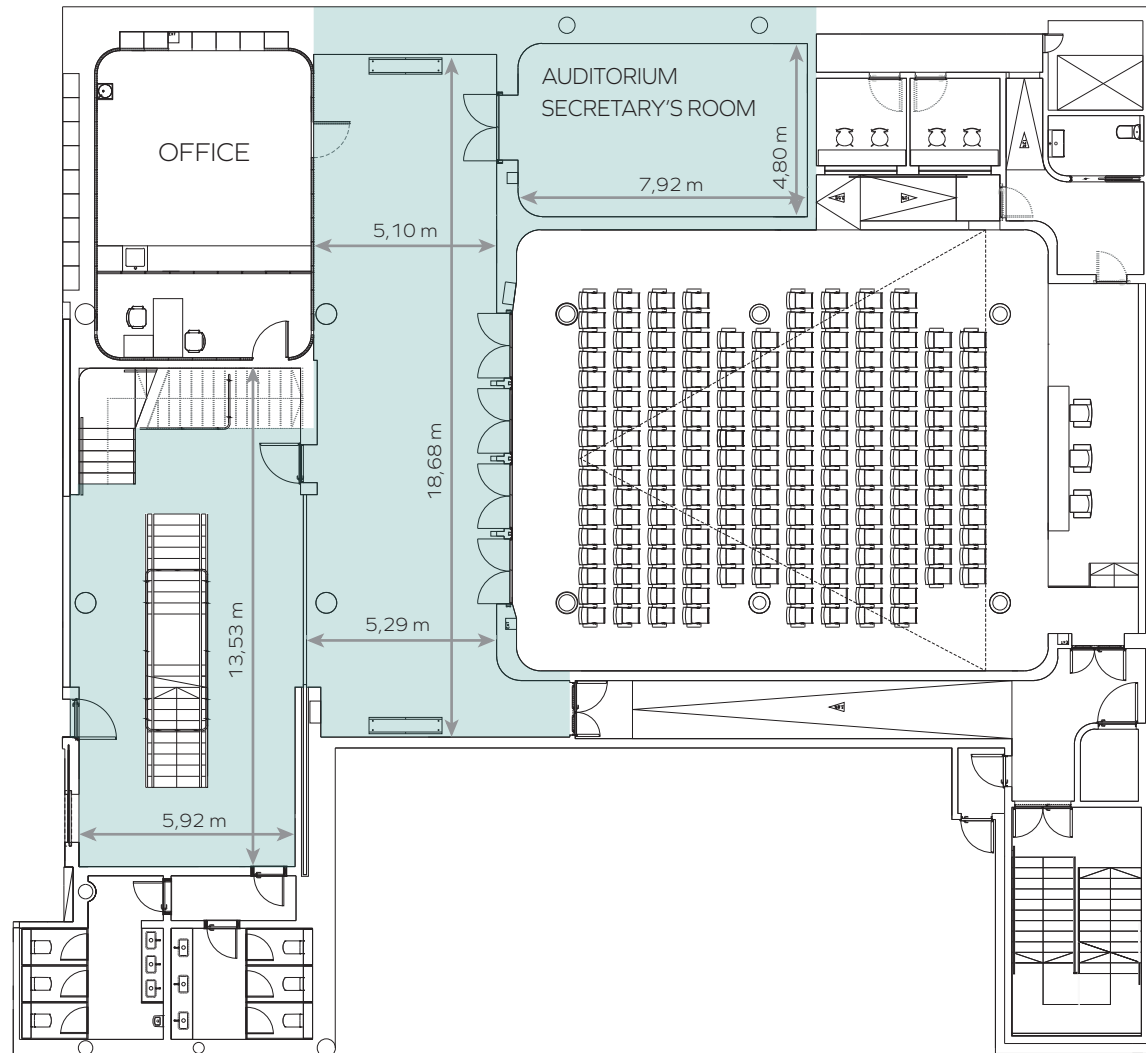 AUDITORIUM
SECRETARY'S ROOM
OFFICE
4,80 m
7,92 m
5,10 m
18,68 m
13,53 m
5,29 m
5,92 m